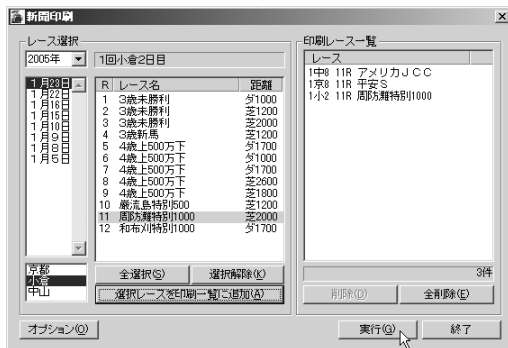 新聞印刷
レース選択
2005年
1回小倉2日目
1月23日
1月22日
1月16日
1月15日
1月10日
1月9日
1月8日
1月5日
R レース名 距離
1 3歳未勝利 ダ1000
2 3歳未勝利 芝1200
3 3歳未勝利 芝2000
4 3歳新馬 芝1200
5 4歳上500万下 ダ1700
6 4歳上500万下 ダ1000
7 4歳上500万下 ダ1700
8 4歳上500万下 芝2600
9 4歳上500万下 芝1800
10 巌流島特別500 芝1200
11 周防灘特別1000 芝2000
12 和布刈特別1000 ダ1700
京都
小倉
中山
全選択(S)
選択解除(K)
選択レースを印刷一覧に追加(A)
印刷レース一覧
レース
1中8 11R アメリカJCC
1京8 11R 平安S
1小2 11R 周防灘特別1000
3件
削除(D)
全削除(E)
オプション(O)
実行(G)
終了